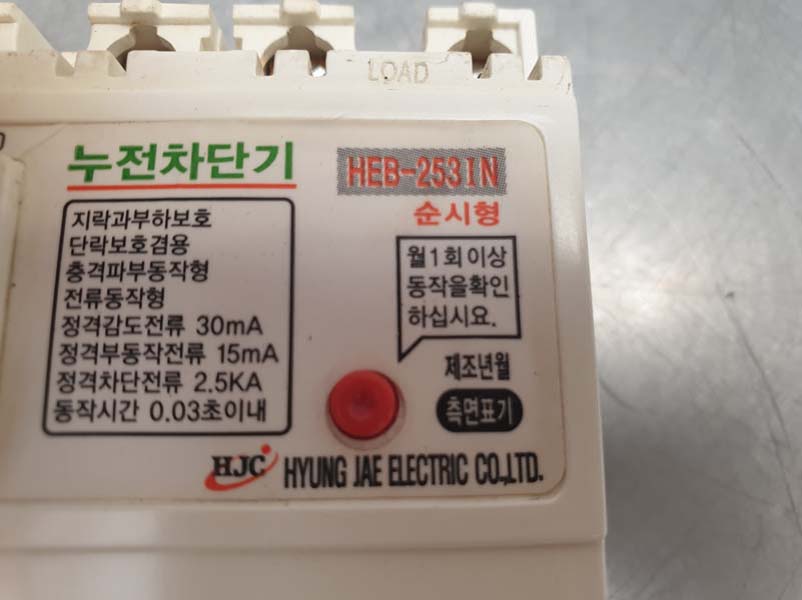 LOAD
누전차단기
HEB-2531N
순시형
지락과부하보호
단락보호겸용
충격파부동작형
전류동작형
정격감도전류 30mA
정격부동작전류 15mA
정격차단전류 2.5KA
동작시간 0.03초이내
월1회이상
동작을확인
하십시요.
제조년월
측면표기
HJC HYUNG JAE ELECTRIC CO.,LTD.